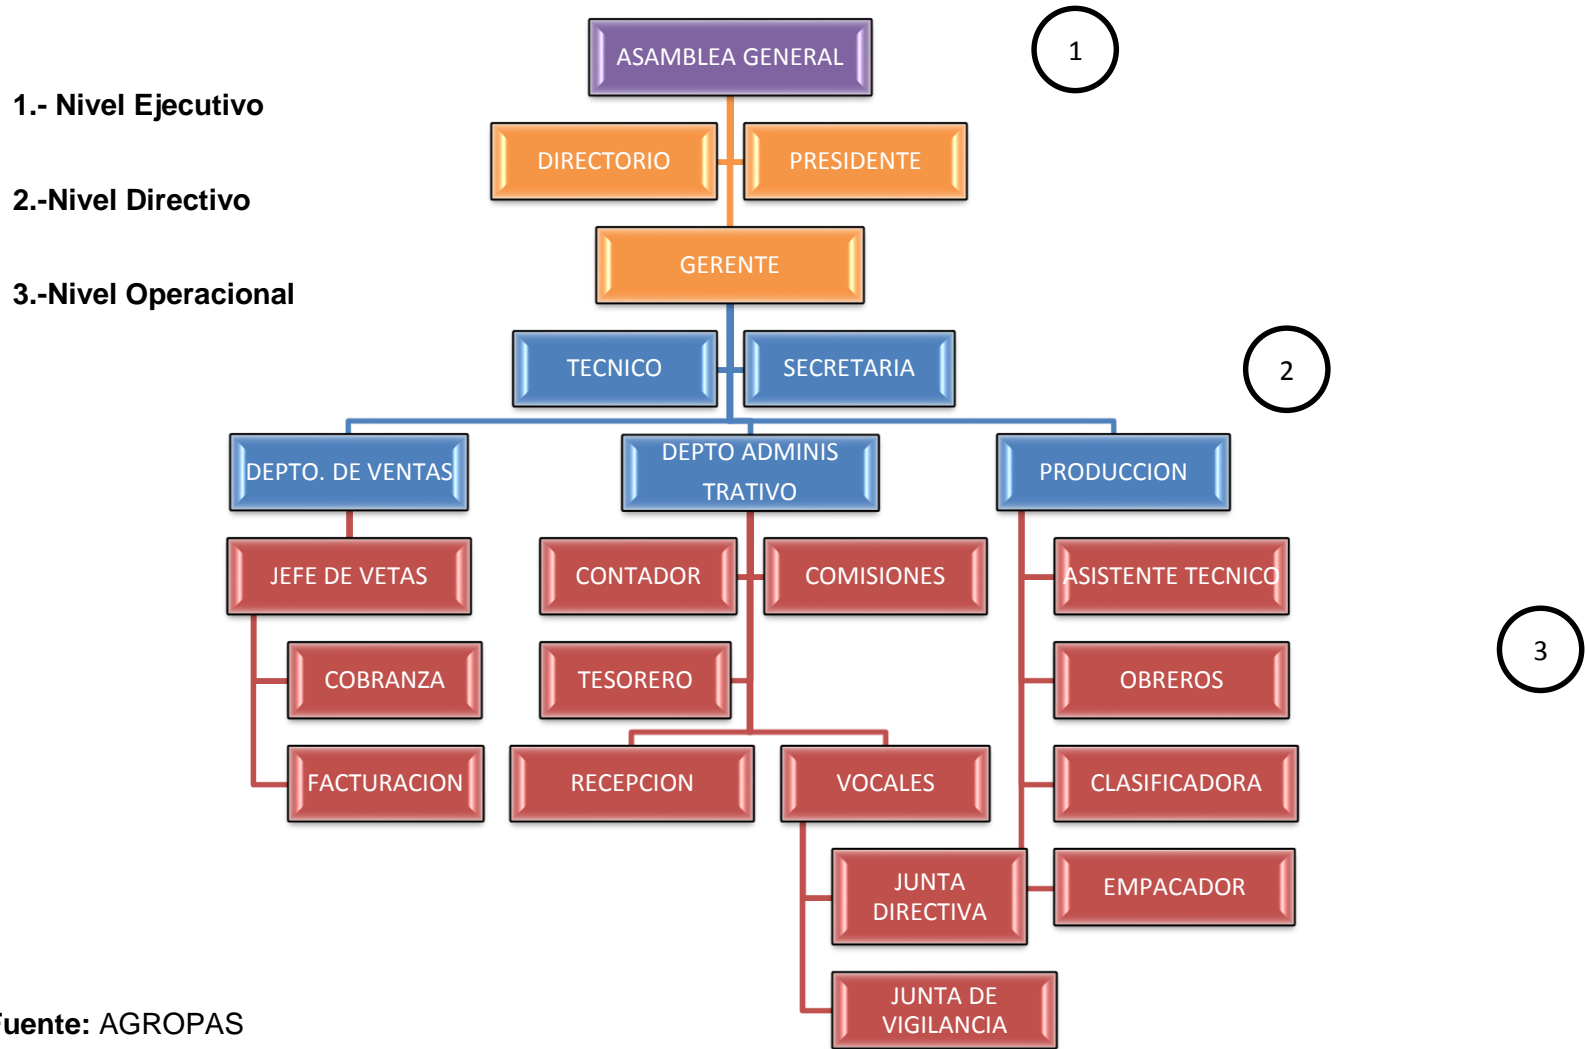 ASAMBLEA GENERAL
1
1.- Nivel Ejecutivo
DIRECTORIO
PRESIDENTE
2.-Nivel Directivo
GERENTE
3.-Nivel Operacional
TECNICO
SECRETARIA
2
DEPTO. DE VENTAS
DEPTO ADMINIS
TRATIVO
PRODUCCION
JEFE DE VETAS
CONTADOR
COMISIONES
ASISTENTE TECNICO
3
COBRANZA
TESORERO
OBREROS
FACTURACION
RECEPCION
VOCALES
CLASIFICADORA
JUNTA
DIRECTIVA
EMPACADOR
JUNTA DE
VIGILANCIA
Fuente: AGROPAS